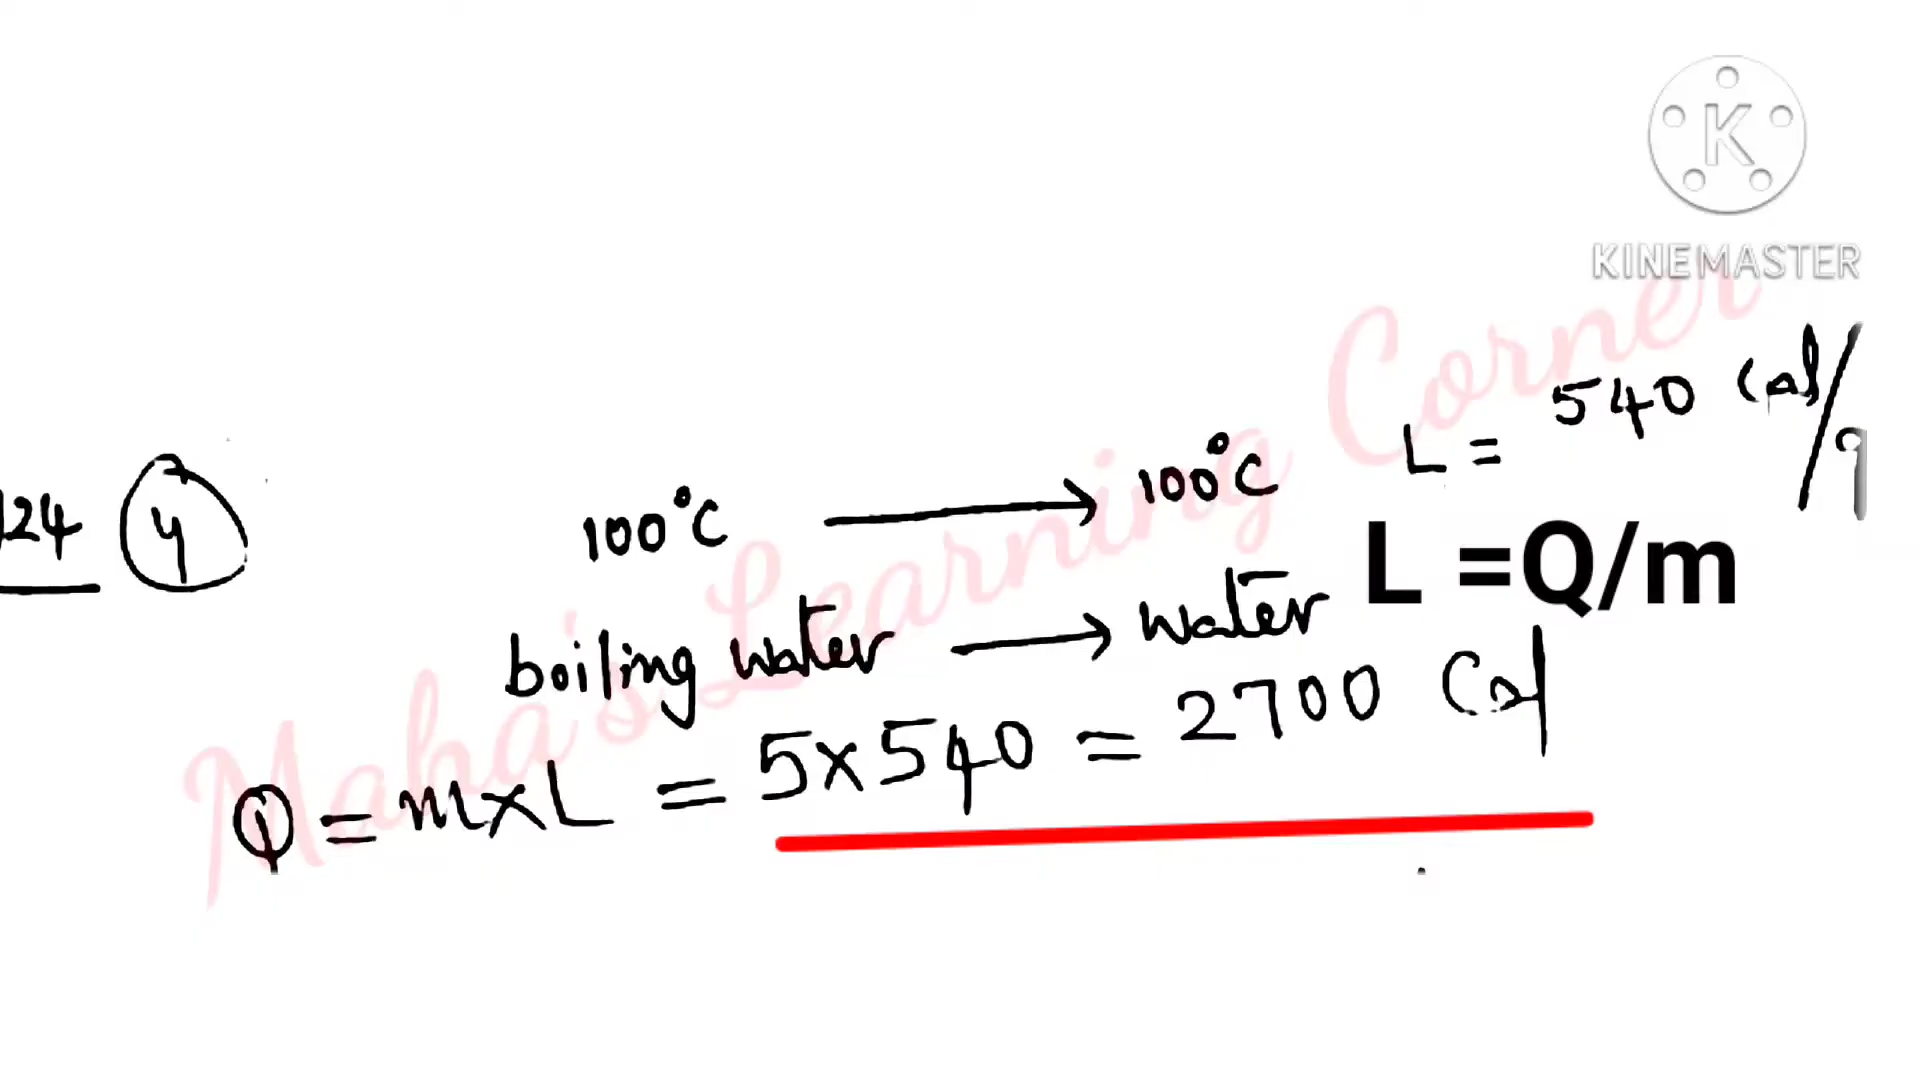 KINEMASTER
Maha's Learning Corner
L = 540 Cal/g
124 4
100°C → 100°C
L =Q/m
boiling water → water
Q = m×L = 5×540 = 2700 Cal